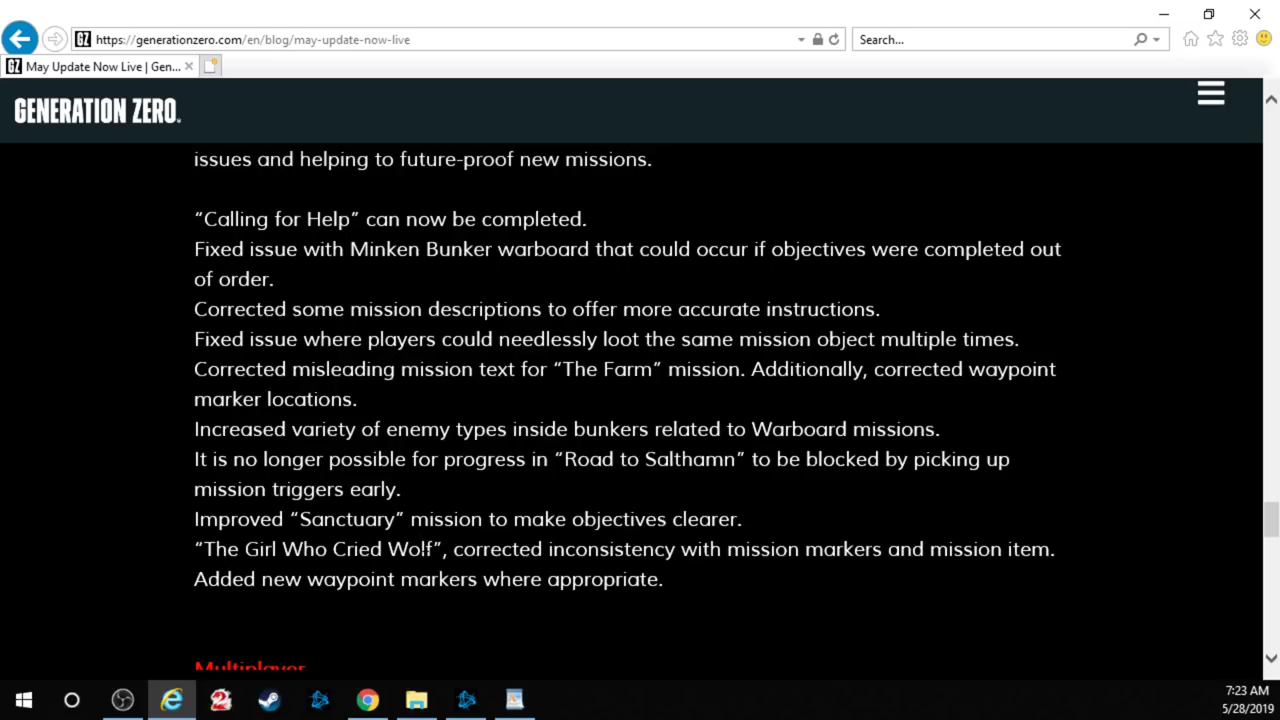 https://generationzero.com/en/blog/may-update-now-live
Search...
May Update Now Live | Gen...
GENERATION ZERO
issues and helping to future-proof new missions.
“Calling for Help” can now be completed.
Fixed issue with Minken Bunker warboard that could occur if objectives were completed out
of order.
Corrected some mission descriptions to offer more accurate instructions.
Fixed issue where players could needlessly loot the same mission object multiple times.
Corrected misleading mission text for “The Farm” mission. Additionally, corrected waypoint
marker locations.
Increased variety of enemy types inside bunkers related to Warboard missions.
It is no longer possible for progress in “Road to Salthamn” to be blocked by picking up
mission triggers early.
Improved “Sanctuary” mission to make objectives clearer.
“The Girl Who Cried Wolf”, corrected inconsistency with mission markers and mission item.
Added new waypoint markers where appropriate.
Multiplayer
7:23 AM
5/28/2019